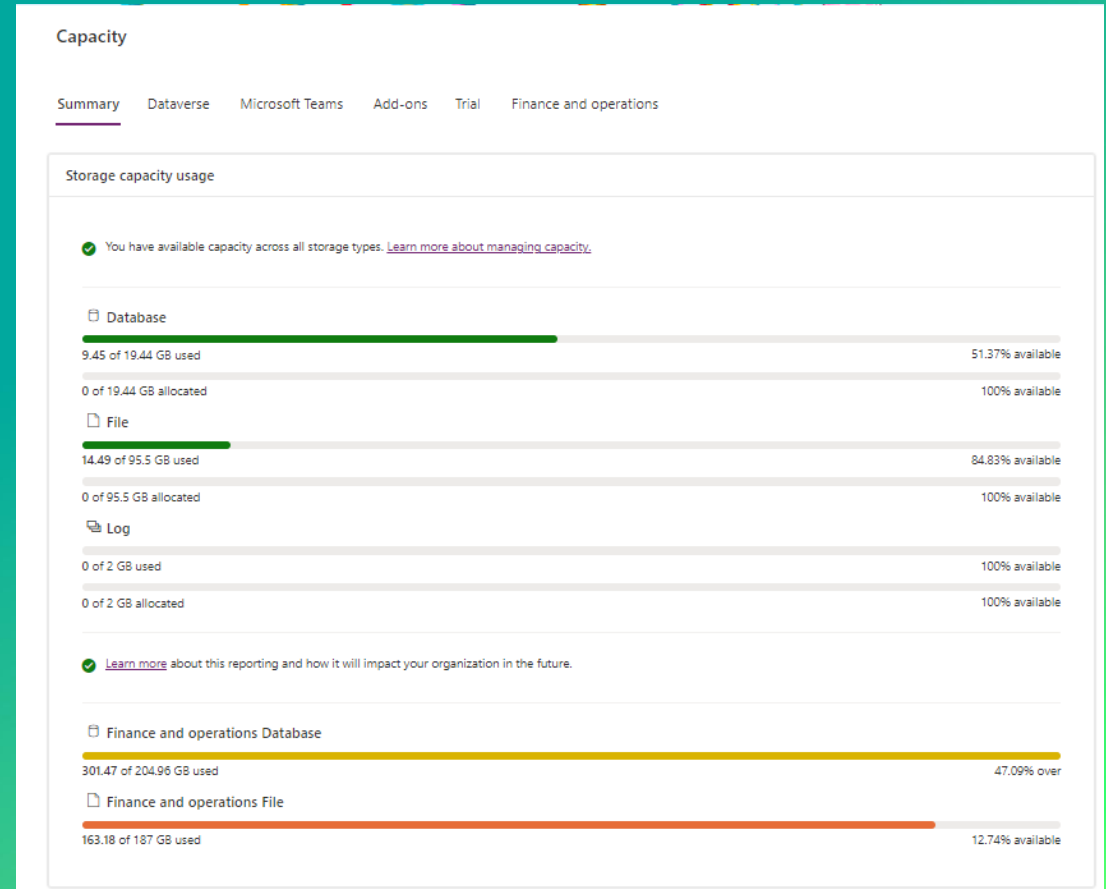 Capacity
Summary Dataverse Microsoft Teams Add-ons Trial Finance and operations
Storage capacity usage
You have available capacity across all storage types. Learn more about managing capacity.
Database
9.45 of 19.44 GB used 51.37% available
0 of 19.44 GB allocated 100% available
File
14.49 of 95.5 GB used 84.83% available
0 of 95.5 GB allocated 100% available
Log
0 of 2 GB used 100% available
0 of 2 GB allocated 100% available
Learn more about this reporting and how it will impact your organization in the future.
Finance and operations Database
301.47 of 204.96 GB used 47.09% over
Finance and operations File
163.18 of 187 GB used 12.74% available